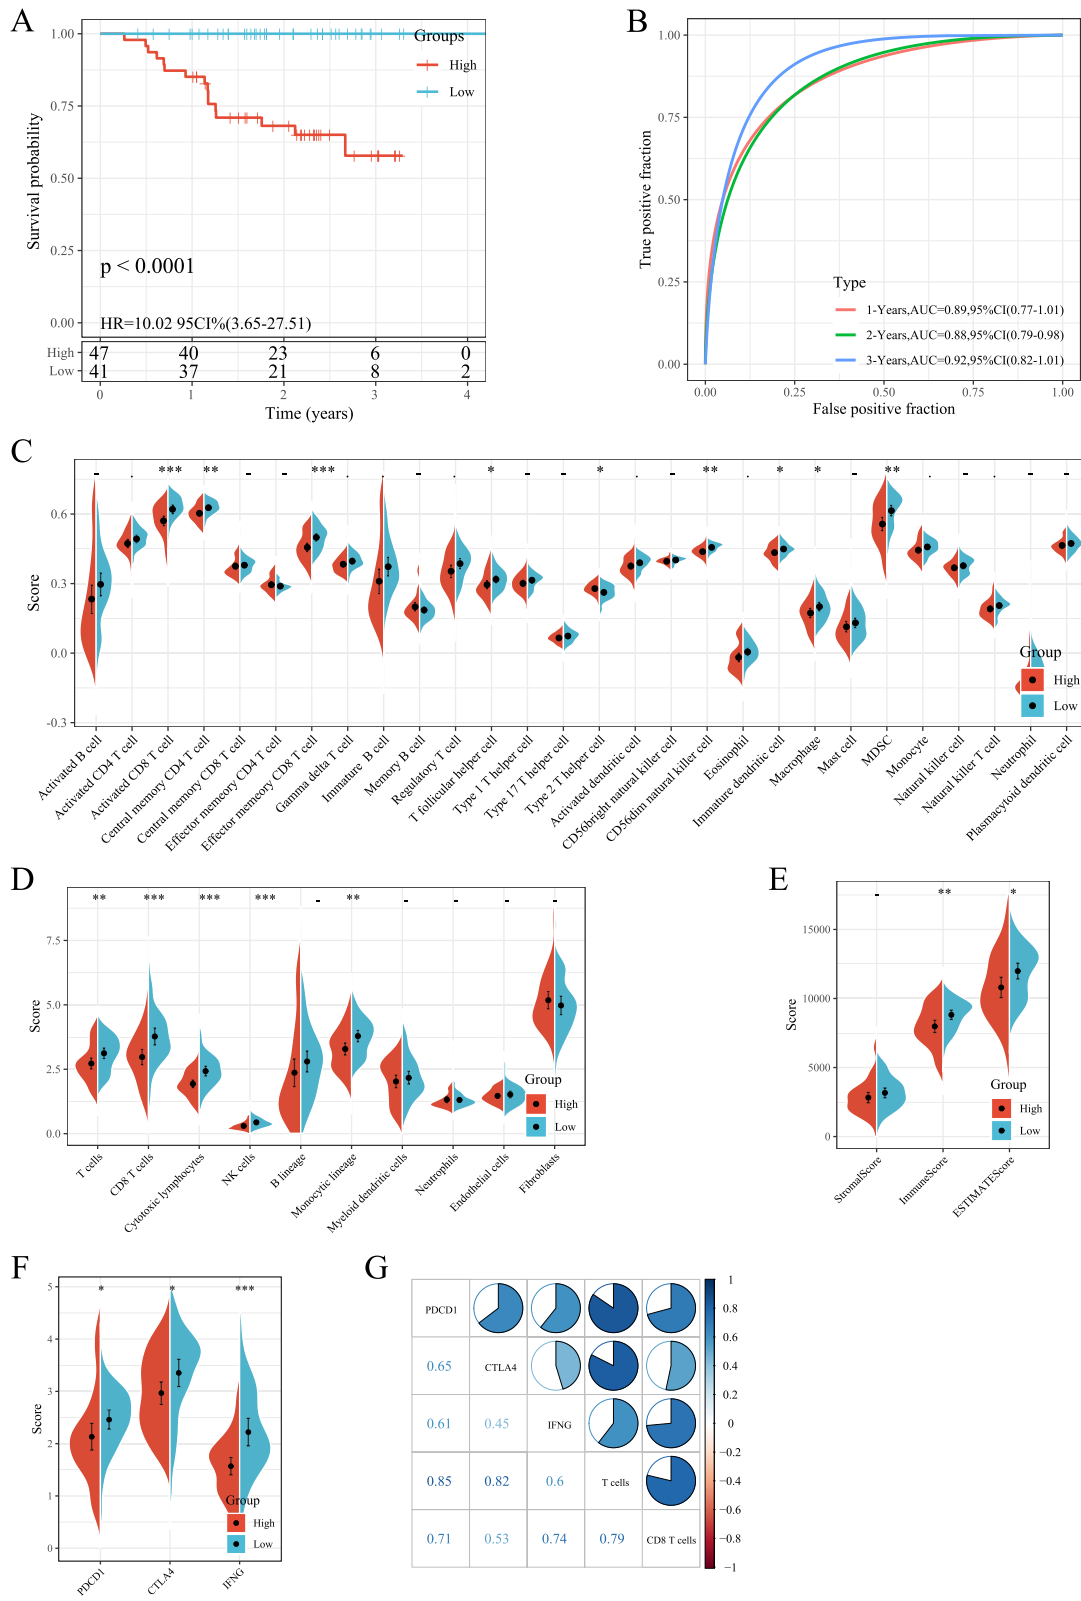 A
1.00
0.75
0.50
0.25
0.00
Survival probability
Groups
High
Low
p < 0.0001
HR=10.02 95CI%(3.65-27.51)
High 47 40 23 6 0
Low 41 37 21 8 2
0 1 2 3 4
Time (years)
B
1.00
0.75
0.50
0.25
0.00
True positive fraction
Type
1-Years,AUC=0.89,95%CI(0.77-1.01)
2-Years,AUC=0.88,95%CI(0.79-0.98)
3-Years,AUC=0.92,95%CI(0.82-1.01)
0.00 0.25 0.50 0.75 1.00
False positive fraction
C
- . *** ** - - *** . . - . * - - * . - ** . * * . ** . - . - .
0.6
0.3
0.0
-0.3
Score
Group
High
Low
Activated B cell
Activated CD4 T cell
Activated CD8 T cell
Central memory CD4 T cell
Central memory CD8 T cell
Effector memeory CD4 T cell
Effector memeory CD8 T cell
Gamma delta T cell
Immature B cell
Memory B cell
Regulatory T cell
T follicular helper cell
Type 1 T helper cell
Type 17 T helper cell
Type 2 T helper cell
Activated dendritic cell
CD56bright natural killer cell
CD56dim natural killer cell
Eosinophil
Immature dendritic cell
Macrophage
Mast cell
MDSC
Monocyte
Natural killer cell
Natural killer T cell
Neutrophil
Plasmacytoid dendritic cell
D
** *** *** *** - ** - - - -
7.5
5.0
2.5
0.0
Score
Group
High
Low
T cells
CD8 T cells
Cytotoxic lymphocytes
NK cells
B lineage
Monocytic lineage
Myeloid dendritic cells
Neutrophils
Endothelial cells
Fibroblasts
E
- ** *
15000
10000
5000
0
Score
Group
High
Low
StromalScore
ImmuneScore
ESTIMATEScore
F
* * ***
5
4
3
2
1
0
Score
Group
High
Low
PDCD1
CTLA4
IFNG
G
PDCD1
0.65 CTLA4
0.61 0.45 IFNG
0.85 0.82 0.6 T cells
0.71 0.53 0.74 0.79 CD8 T cells
1
0.8
0.6
0.4
0.2
0
−0.2
−0.4
−0.6
−0.8
−1